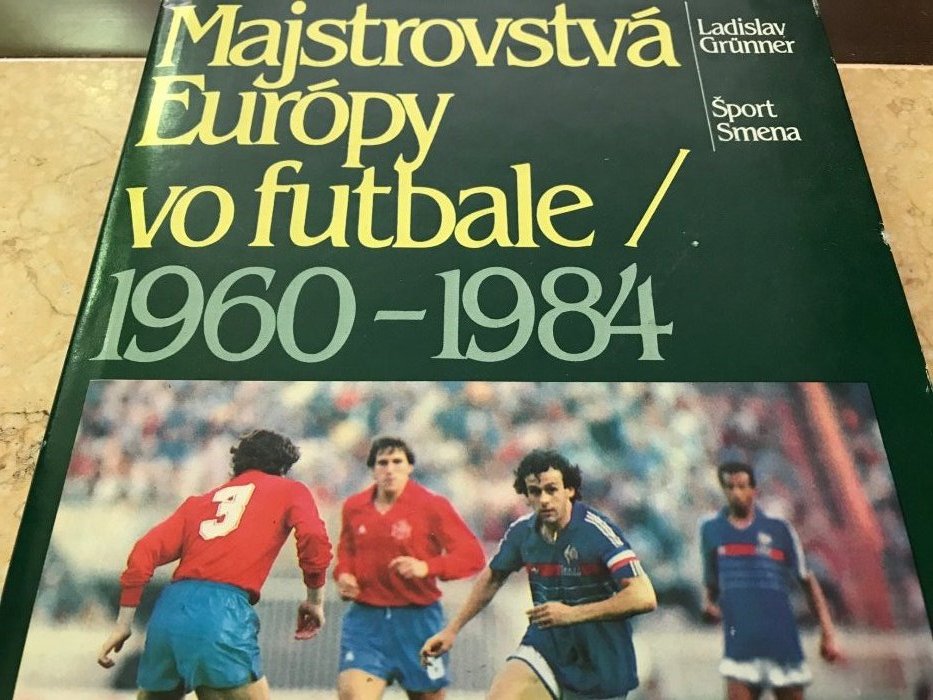 Majstrovstvá
Európy
vo futbale /
1960-1984
Ladislav
Grünner
Šport
Smena
3